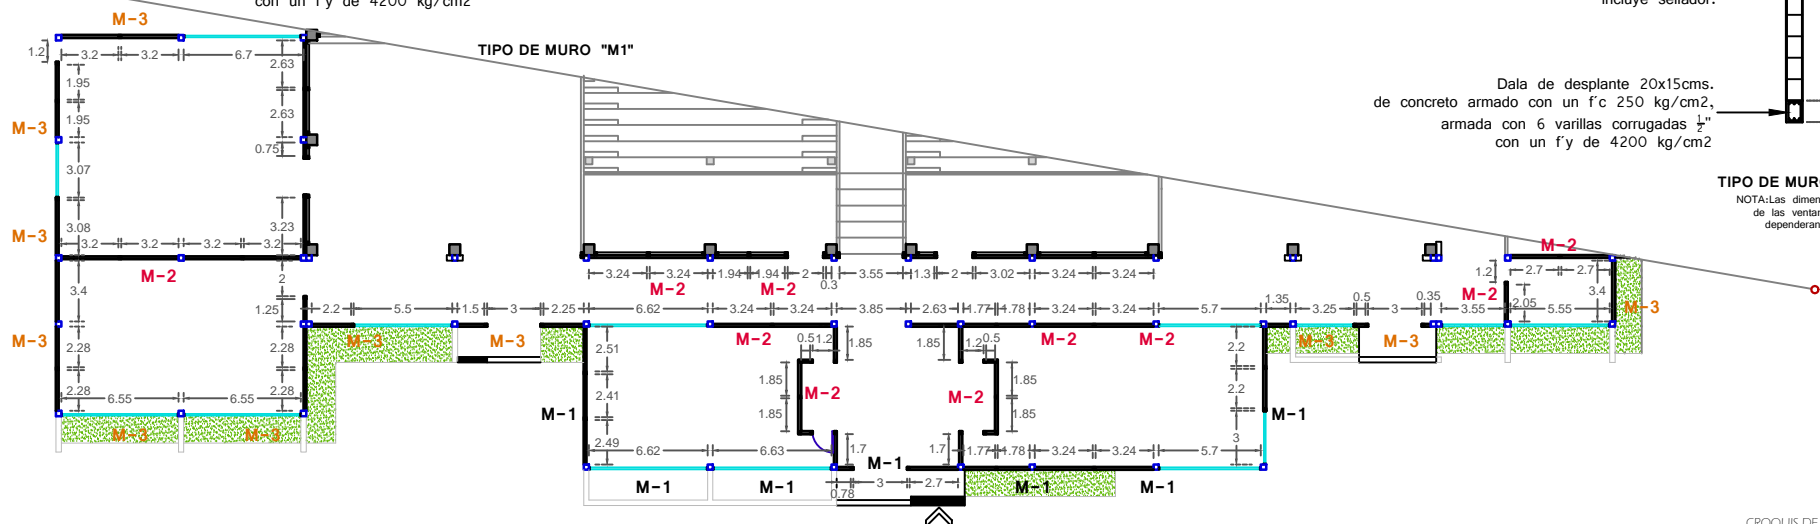 con un f'y de 4200 kg/cm2
incluye sellador.
M-3
TIPO DE MURO "M1"
1.2
3.2
3.2
6.7
2.63
1.95
1.95
2.63
M-3
0.75
3.07
Dala de desplante 20x15cms.
de concreto armado con un f'c 250 kg/cm2,
armada con 6 varillas corrugadas 1/2"
con un f'y de 4200 kg/cm2
NOTA:Las
de las
M-3
3.08
3.23
3.2
3.2
3.2
3.2
M-2
2
3.4
1.25
3.24
3.24
1.94
1.94
2
0.3
3.55
1.3
2
3.02
3.24
3.24
M-2
M-2
M-2
1.2
2.7
2.7
M-2
2.05
3.4
M-3
2.2
5.5
1.5
3
2.25
6.62
3.24
3.24
3.85
2.63
1.77
1.78
3.24
3.24
5.7
1.35
3.25
0.5
3
0.35
3.55
5.55
M-3
M-3
M-3
M-2
M-2
M-2
M-3
M-3
2.28
2.28
2.51
0.5
1.2
1.85
1.85
1.2
0.5
2.2
2.28
2.28
6.55
6.55
2.41
1.85
1.85
M-2
M-2
1.85
1.85
2.2
M-3
M-3
M-1
2.49
6.62
6.63
1.7
1.7
1.77
1.78
3.24
3.24
5.7
3
M-1
M-1
M-1
M-1
0.78
3
2.7
M-1
M-1
CROQUIS DE